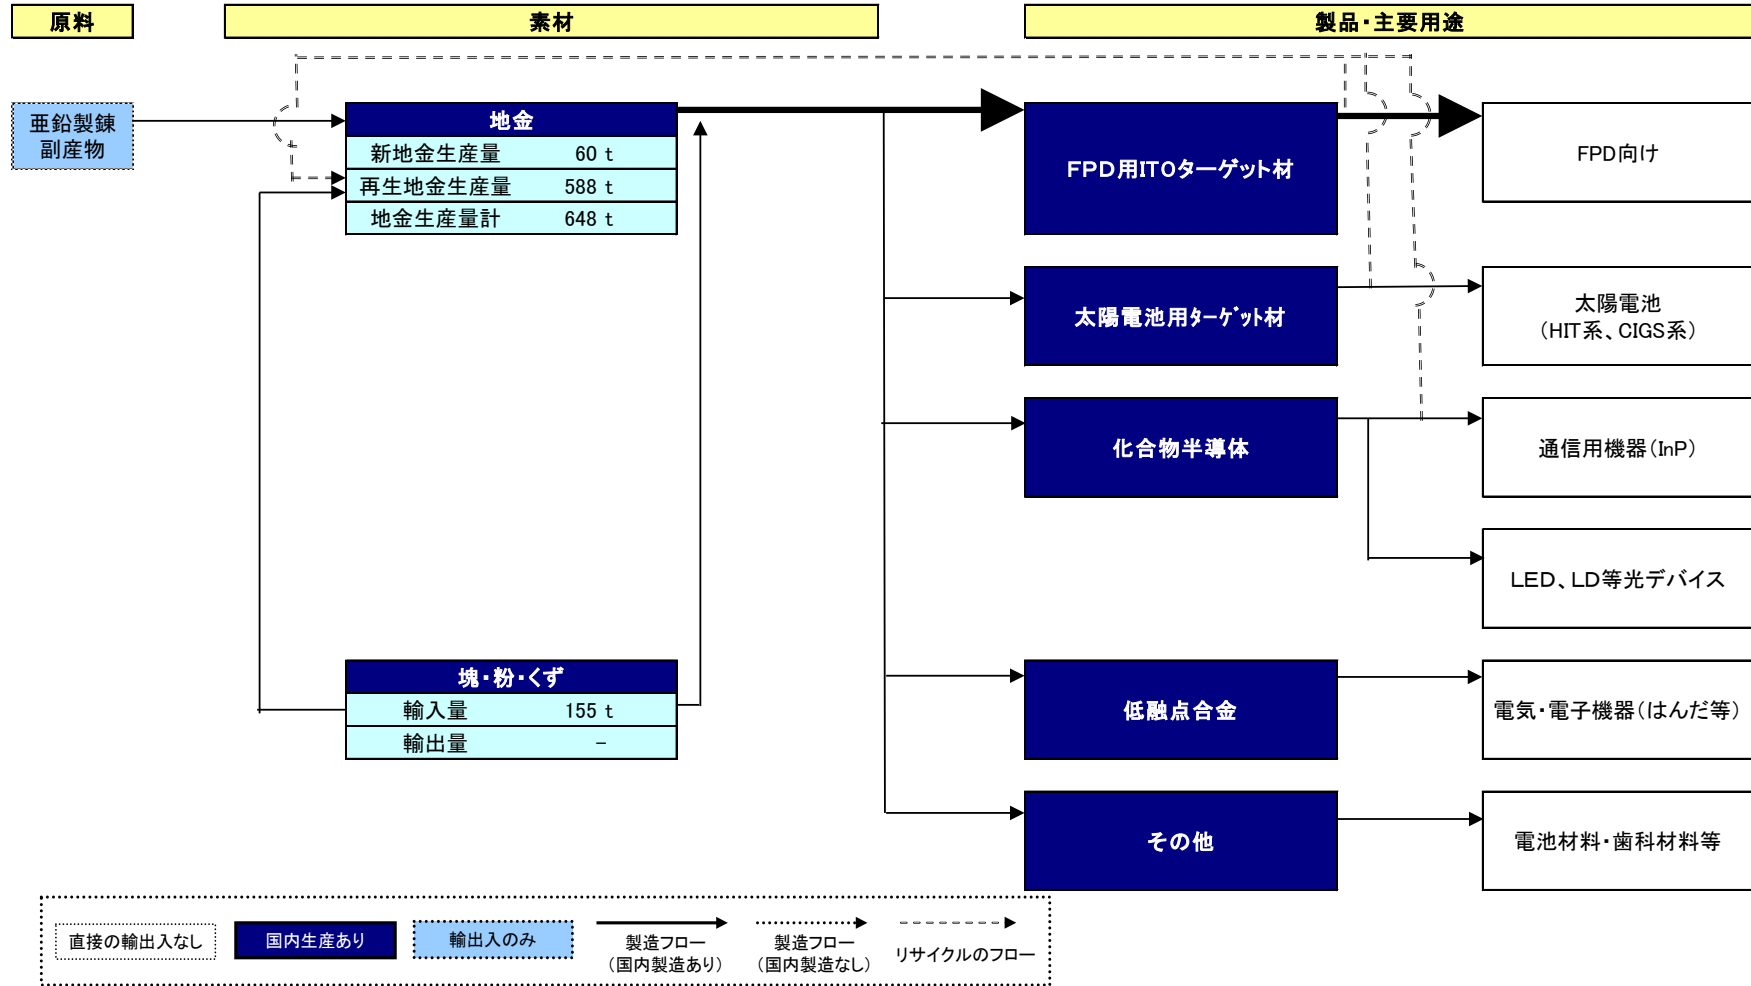 原料
素材
製品・主要用途
亜鉛製錬
副産物
地金
新地金生産量 60 t
再生地金生産量 588 t
地金生産量計 648 t
塊・粉・くず
輸入量 155 t
輸出量 －
FPD用ITOターゲット材
太陽電池用ﾀｰｹﾞｯﾄ材
化合物半導体
低融点合金
その他
FPD向け
太陽電池
（HIT系、CIGS系）
通信用機器（InP）
LED、LD等光デバイス
電気・電子機器（はんだ等）
電池材料・歯科材料等
直接の輸出入なし
国内生産あり
輸出入のみ
製造フロー
（国内製造あり）
製造フロー
（国内製造なし）
リサイクルのフロー